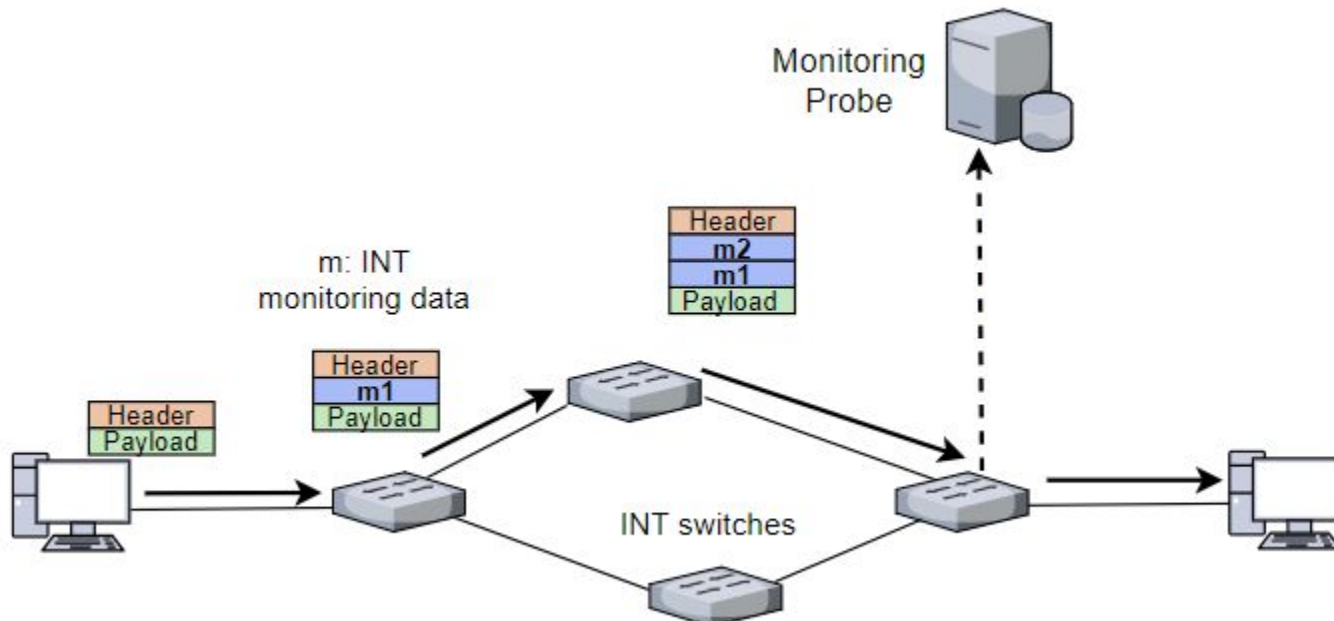 Monitoring
Probe
Header
m2
m1
Payload
m: INT
monitoring data
Header
m1
Payload
Header
Payload
INT switches